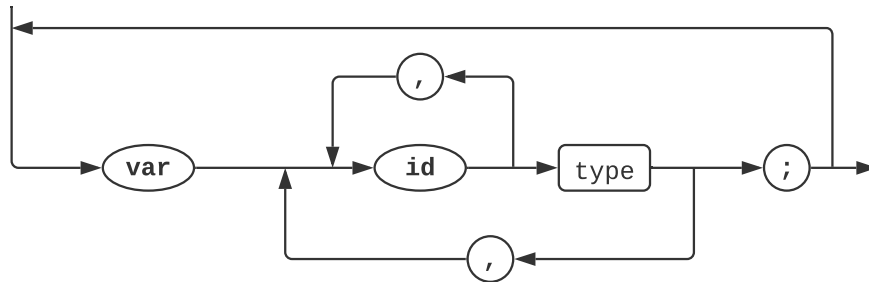 ,
var id type ;
,